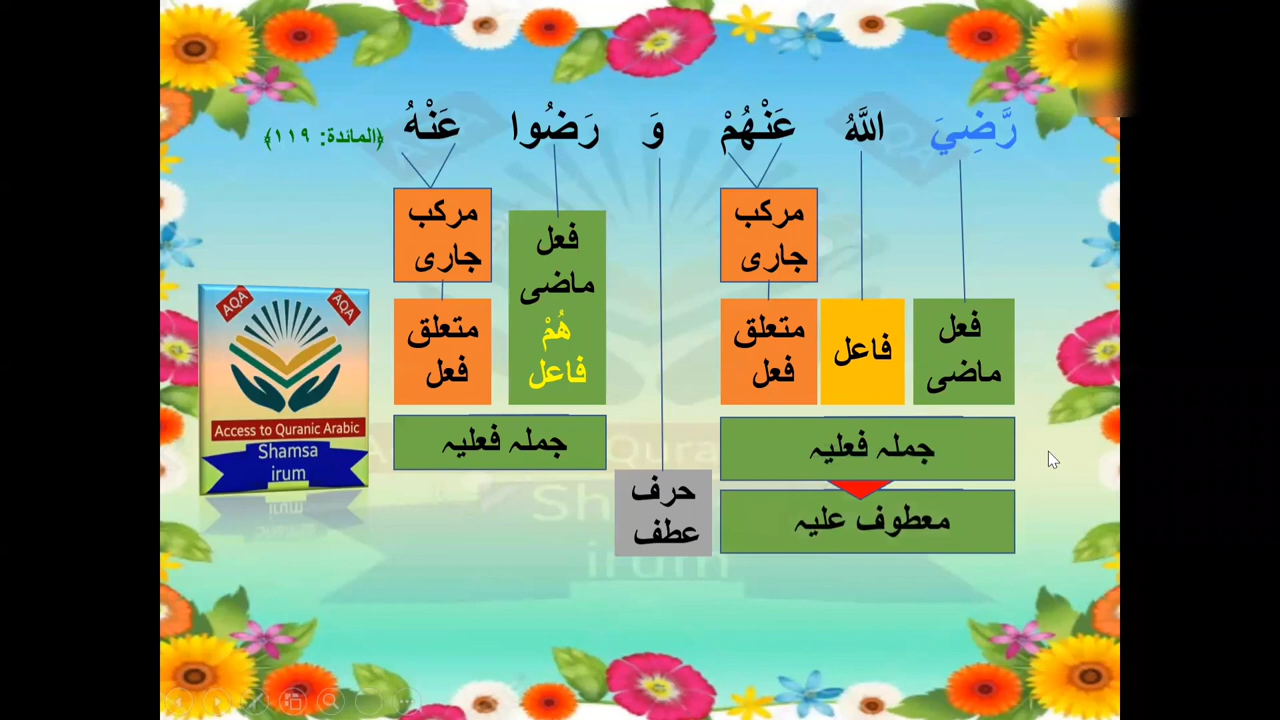 رَّضِيَ اللَّهُ عَنْهُمْ وَ رَضُوا عَنْهُ ﴿المائدة: ١١٩﴾
مرکب
جاری
فعل
ماضی
هُمْ
فاعل
مرکب
جاری
متعلق
فعل
فاعل
فعل
ماضی
متعلق
فعل
جملہ فعلیہ
جملہ فعلیہ
حرف
عطف
معطوف علیہ
AQA
AQA
Access to Quranic Arabic
Shamsa
irum